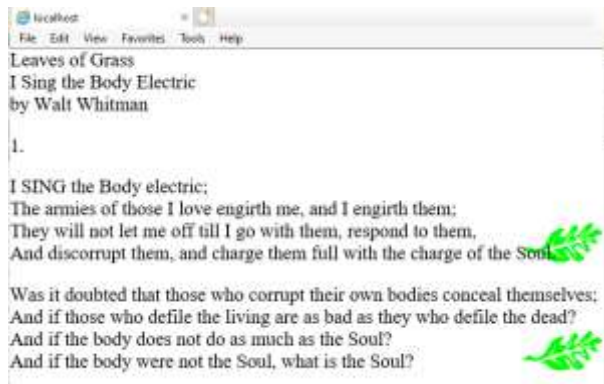 localhost
File Edit View Favorites Tools Help
Leaves of Grass
I Sing the Body Electric
by Walt Whitman
1.
I SING the Body electric;
The armies of those I love engirth me, and I engirth them;
They will not let me off till I go with them, respond to them,
And discorrupt them, and charge them full with the charge of the Soul.
Was it doubted that those who corrupt their own bodies conceal themselves;
And if those who defile the living are as bad as they who defile the dead?
And if the body does not do as much as the Soul?
And if the body were not the Soul, what is the Soul?